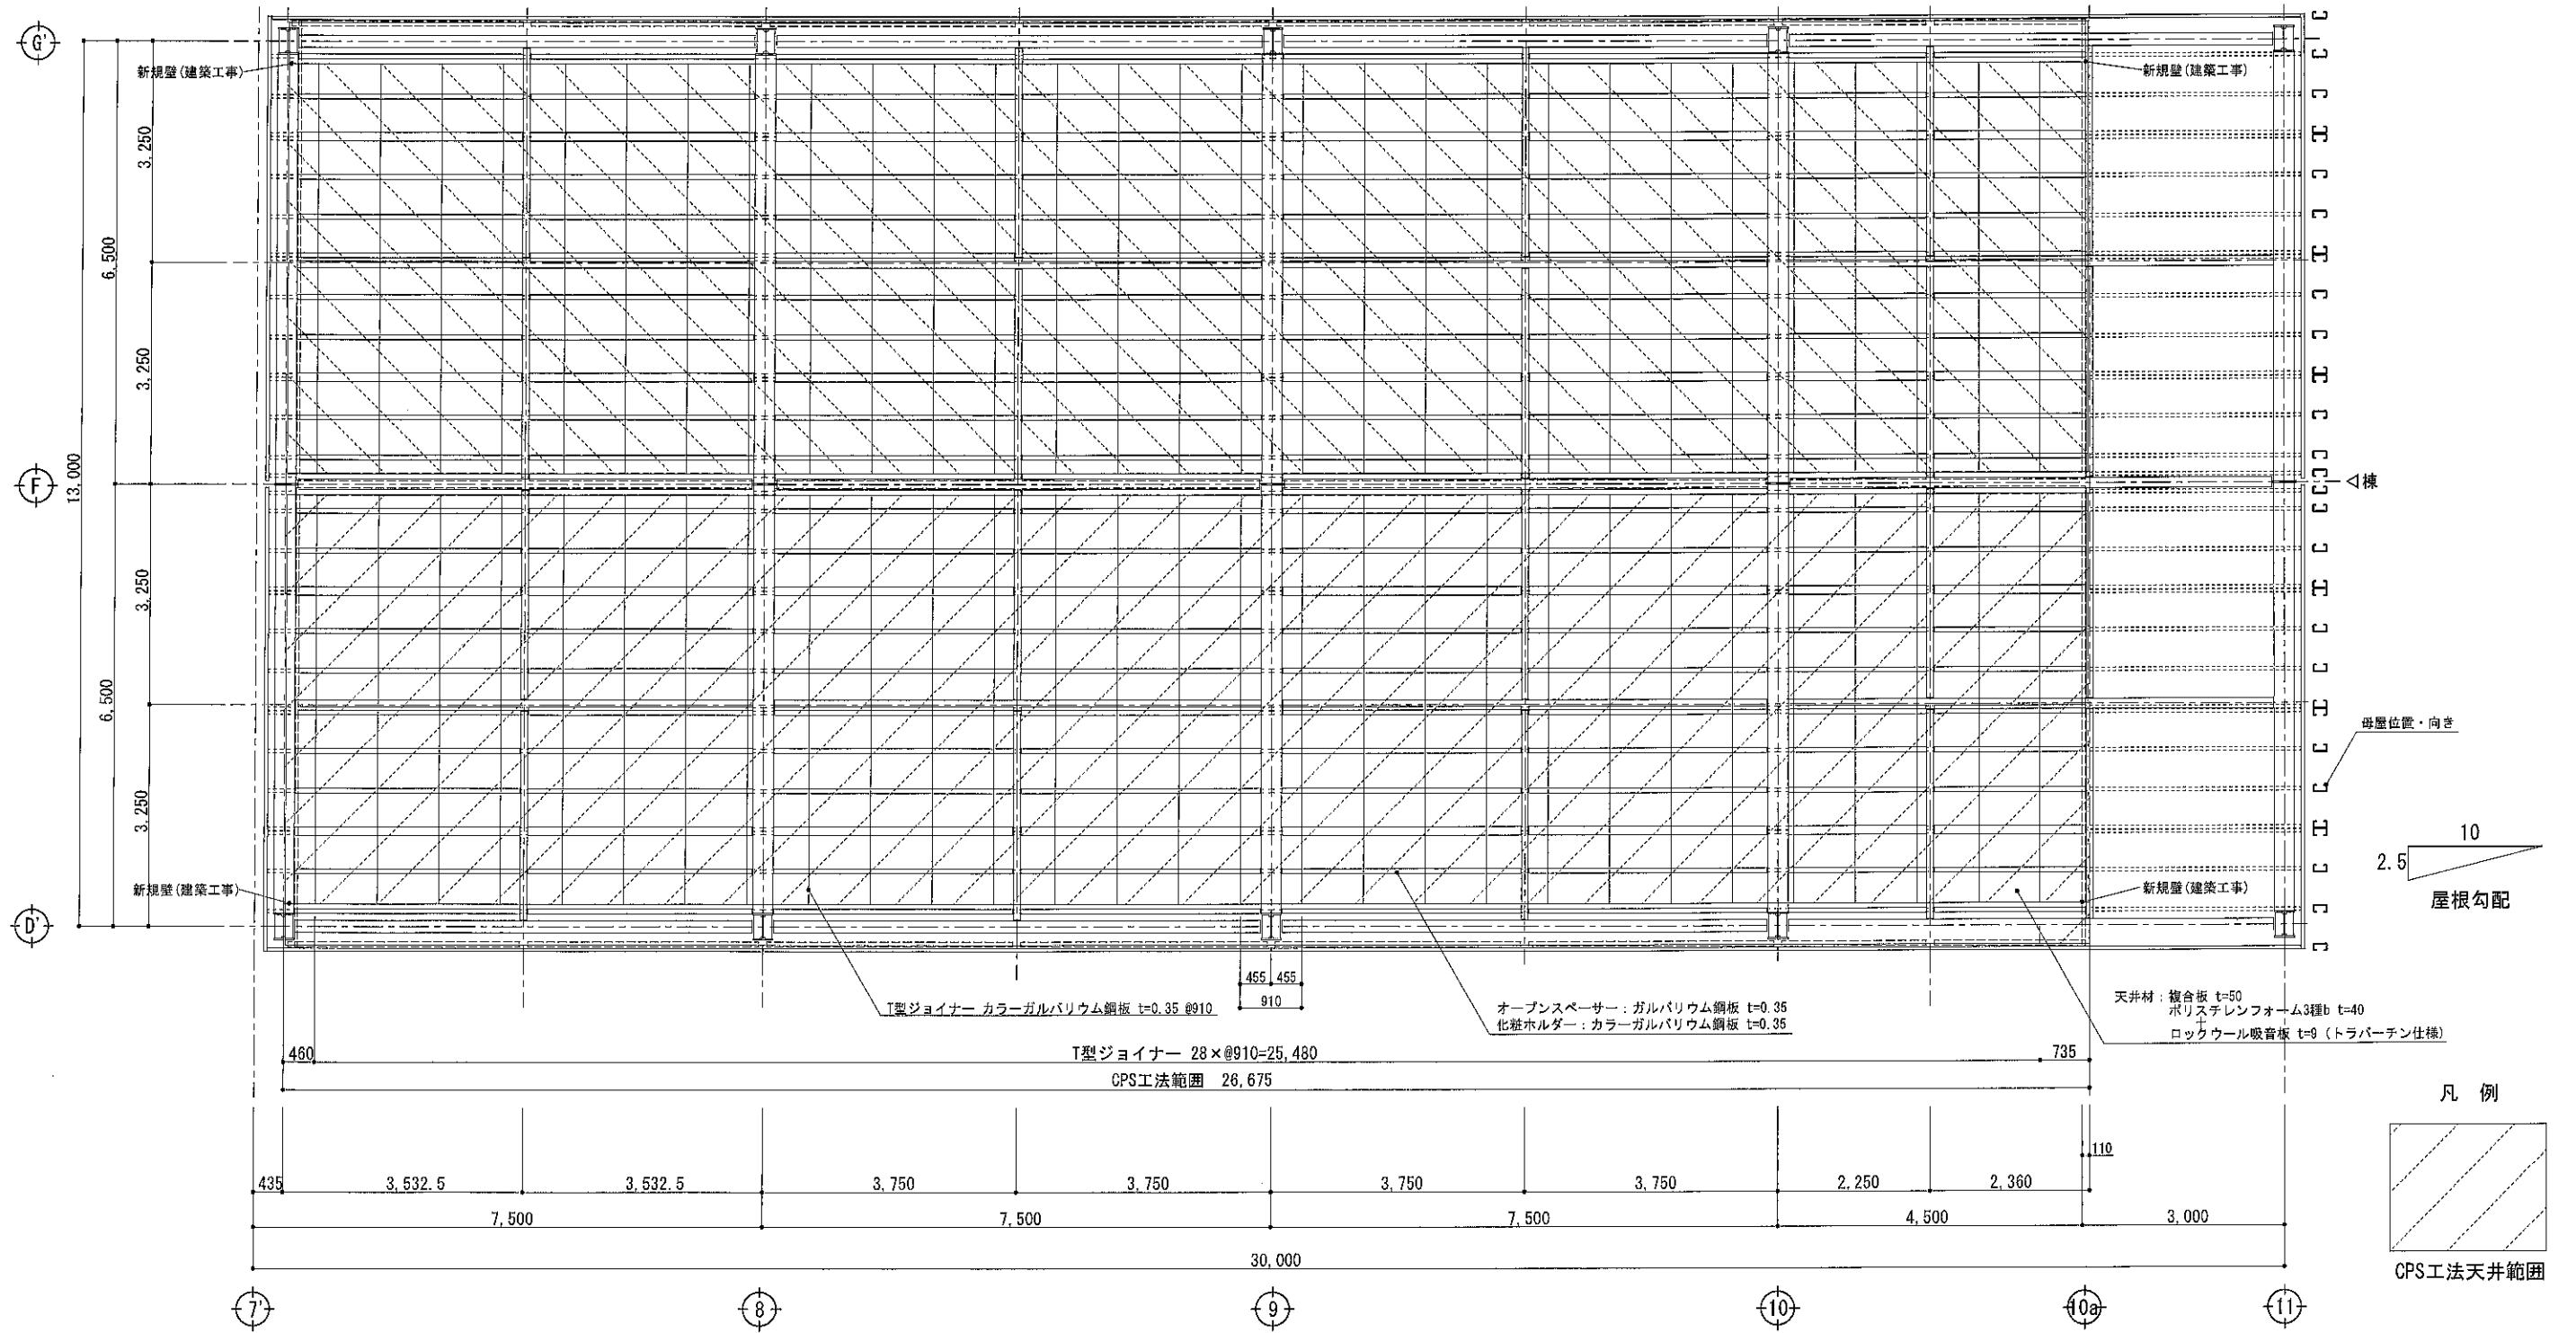 G'
新規壁(建築工事)
新規壁(建築工事)
3,250
6,500
3,250
13,000
F
◁棟
3,250
6,500
3,250
母屋位置・向き
10
2.5
屋根勾配
新規壁(建築工事)
新規壁(建築工事)
D'
455 455
910
T型ジョイナー カラーガルバリウム鋼板 t=0.35 @910
オープンスペーサー:ガルバリウム鋼板 t=0.35
化粧ホルダー:カラーガルバリウム鋼板 t=0.35
天井材:複合板 t=50
ポリスチレンフォーム3種b t=40
+
ロックウール吸音板 t=9 (トラバーチン仕様)
460
T型ジョイナー 28×@910=25,480
735
CPS工法範囲 26,675
凡 例
110
435
3,532.5
3,532.5
3,750
3,750
3,750
3,750
2,250
2,360
7,500
7,500
7,500
4,500
3,000
30,000
CPS工法天井範囲
7'
8
9
10
10a
11